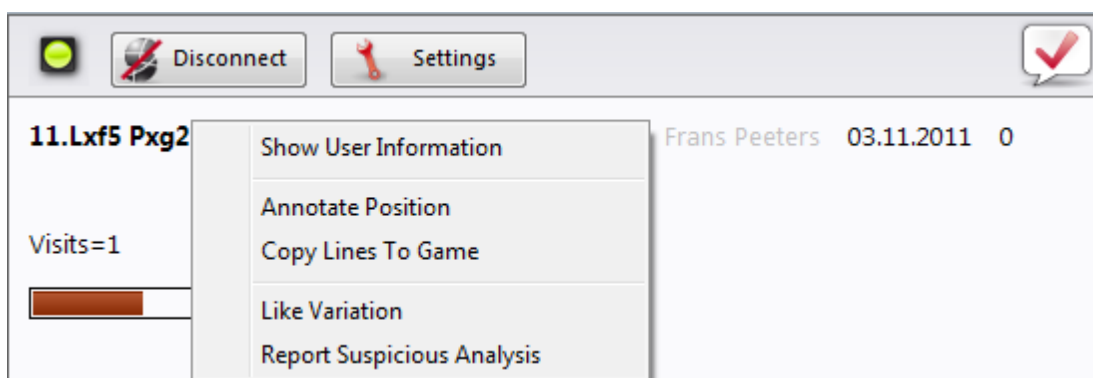 Disconnect Settings
11.Lxf5 Pxg2 Frans Peeters 03.11.2011 0
Show User Information
Annotate Position
Visits=1
Copy Lines To Game
Like Variation
Report Suspicious Analysis